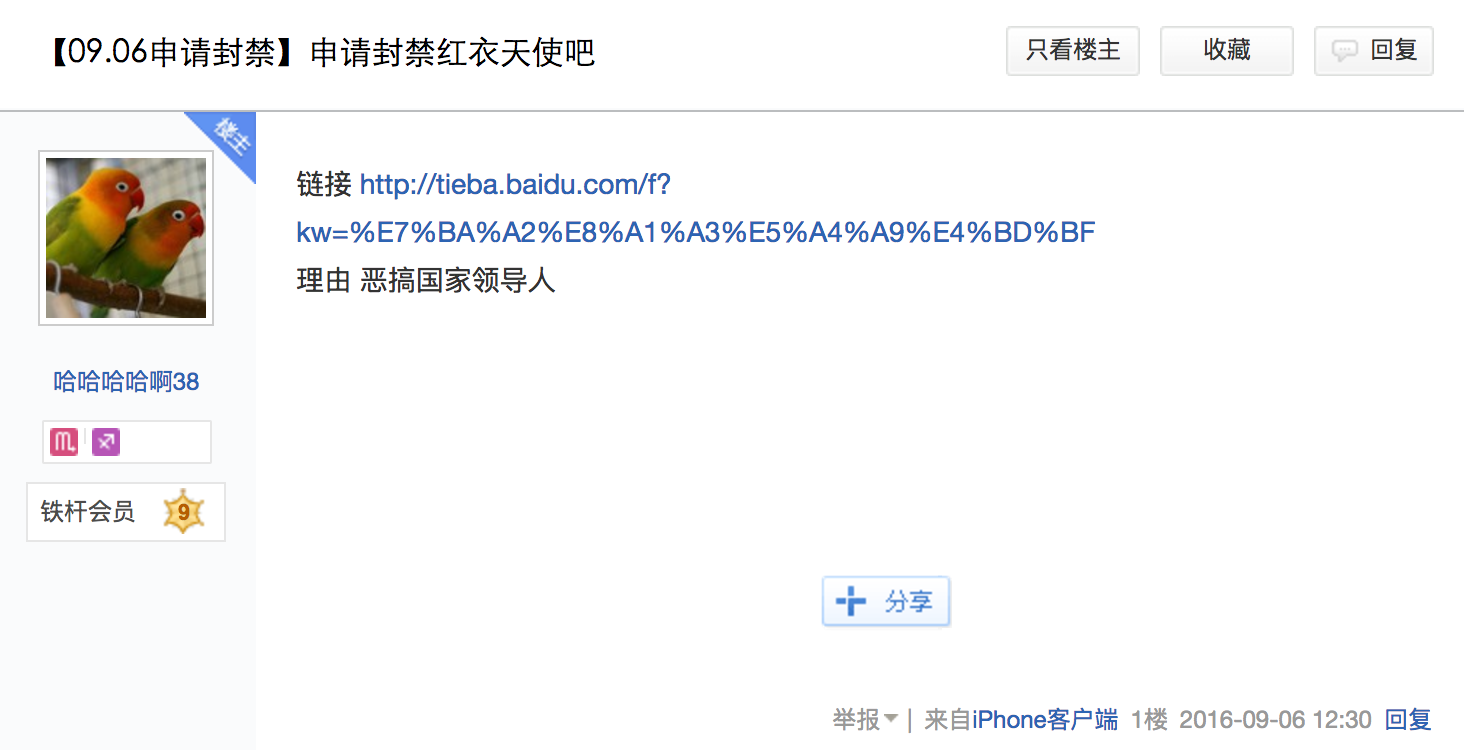 【09.06申请封禁】申请封禁红衣天使吧
只看楼主
收藏
回复
楼主
链接 http://tieba.baidu.com/f?
kw=%E7%BA%A2%E8%A1%A3%E5%A4%A9%E4%BD%BF
理由 恶搞国家领导人
哈哈哈哈啊38
铁杆会员 9
分享
举报 | 来自iPhone客户端 1楼 2016-09-06 12:30 回复